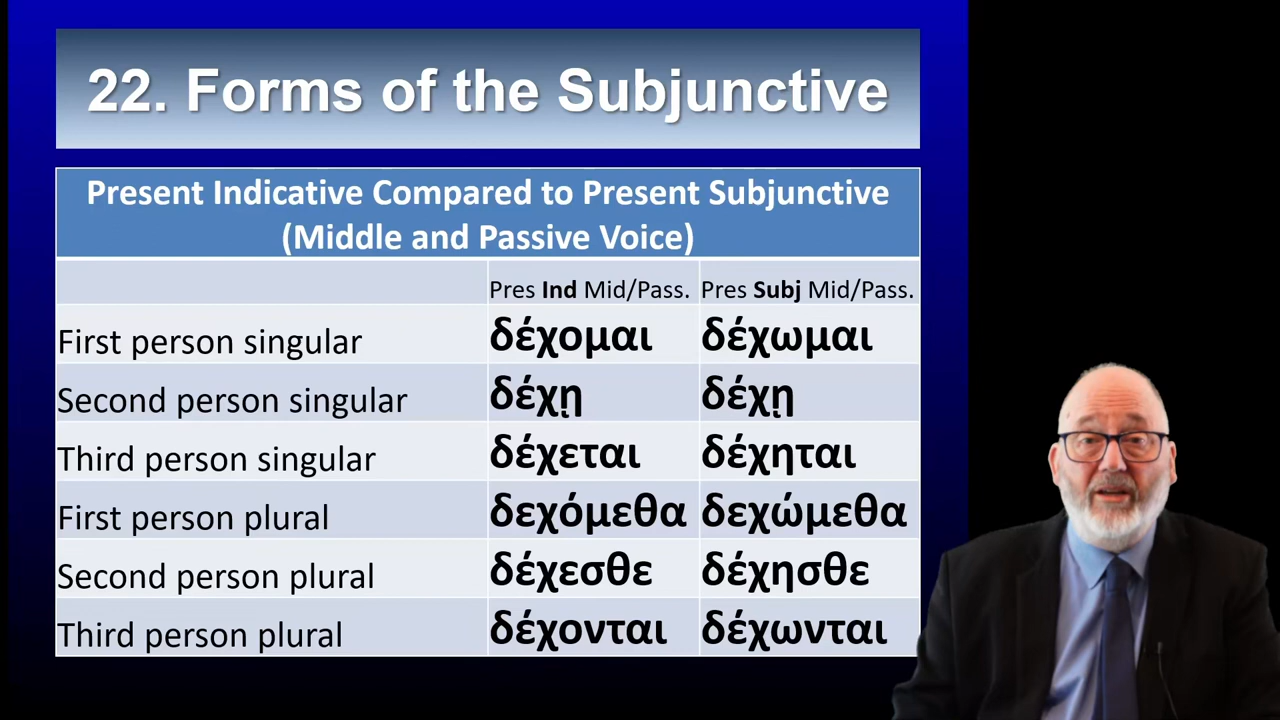 22. Forms of the Subjunctive
Present Indicative Compared to Present Subjunctive
(Middle and Passive Voice)
Pres Ind Mid/Pass. Pres Subj Mid/Pass.
First person singular δέχομαι δέχωμαι
Second person singular δέχῃ δέχῃ
Third person singular δέχεται δέχηται
First person plural δεχόμεθα δεχώμεθα
Second person plural δέχεσθε δέχησθε
Third person plural δέχονται δέχωνται